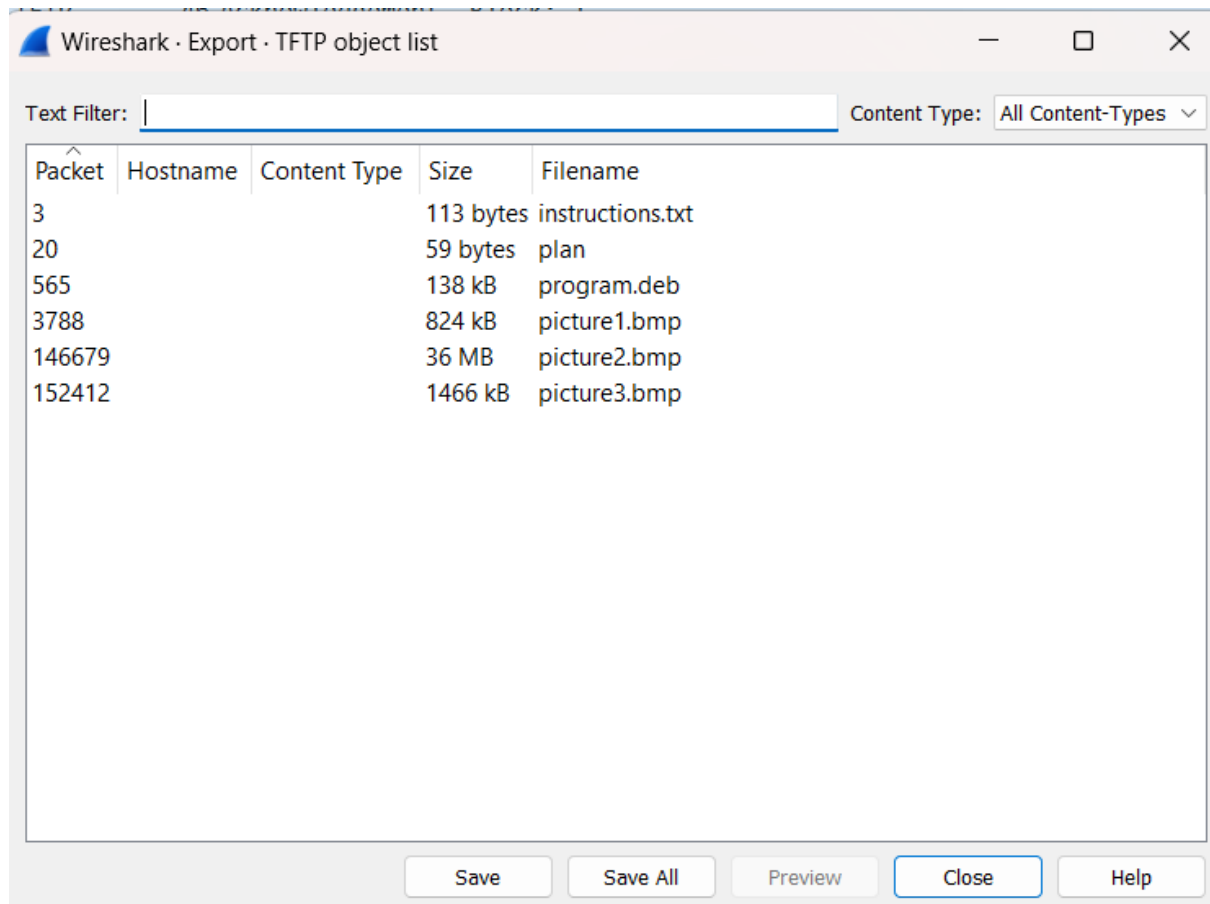 Wireshark · Export · TFTP object list
Text Filter: Content Type: All Content-Types
Packet Hostname Content Type Size Filename
3 113 bytes instructions.txt
20 59 bytes plan
565 138 kB program.deb
3788 824 kB picture1.bmp
146679 36 MB picture2.bmp
152412 1466 kB picture3.bmp
Save Save All Preview Close Help